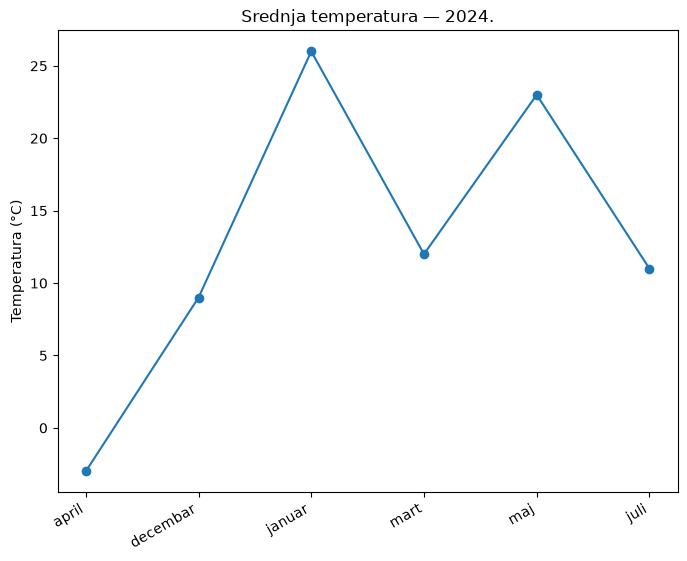 Srednja temperatura — 2024.
Temperatura (°C)
25
20
15
10
5
0
april
decembar
januar
mart
maj
juli